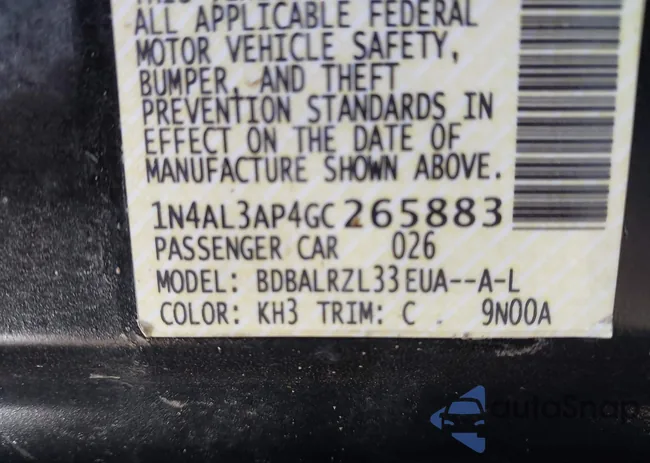 ALL APPLICABLE FEDERAL
MOTOR VEHICLE SAFETY,
BUMPER, AND THEFT
PREVENTION STANDARDS IN
EFFECT ON THE DATE OF
MANUFACTURE SHOWN ABOVE.
1N4AL3AP4GC265883
PASSENGER CAR 026
MODEL: BDBALRZL33EUA--A-L
COLOR: KH3 TRIM: C 9N00A
autoSnap